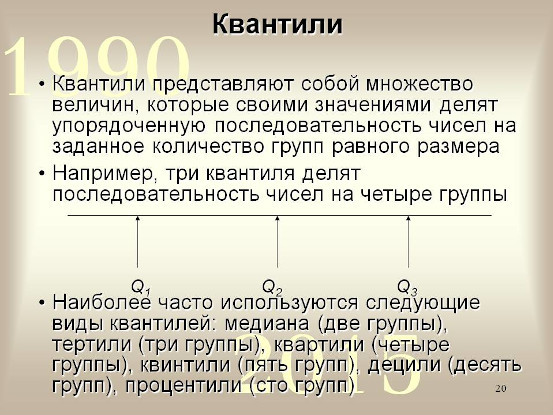 Квантили
1990
• Квантили представляют собой множество
величин, которые своими значениями делят
упорядоченную последовательность чисел на
заданное количество групп равного размера
• Например, три квантиля делят
последовательность чисел на четыре группы
Q1 Q2 Q3
• Наиболее часто используются следующие
виды квантилей: медиана (две группы),
тертили (три группы), квартили (четыре
группы), квинтили (пять групп), децили (десять
групп), процентили (сто групп)
2015
20